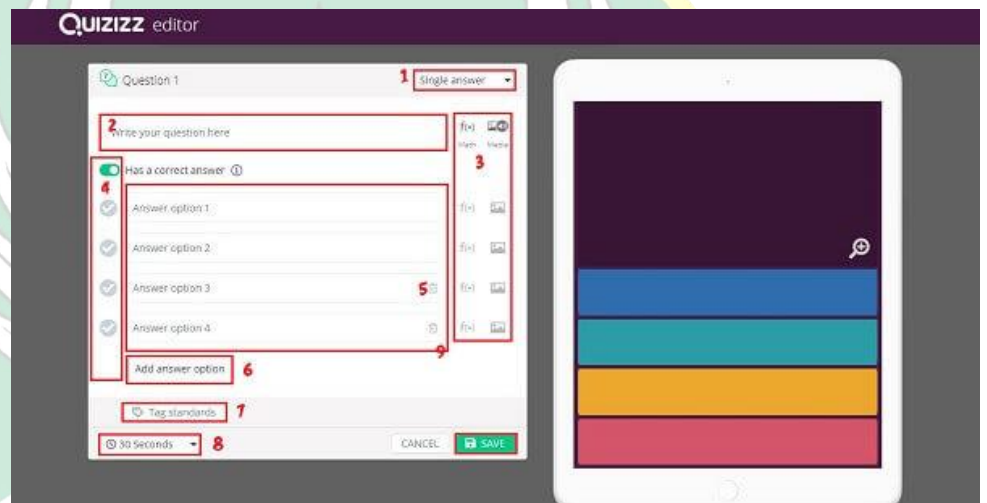 QUIZIZZ editor
Question 1
1 Single answer
2 Write your question here
f(x)
Math Media
3
Has a correct answer
4
Answer option 1 f(x)
Answer option 2 f(x)
Answer option 3 5 f(x)
Answer option 4 f(x)
9
Add answer option 6
Tag standards 7
30 Seconds 8 CANCEL SAVE